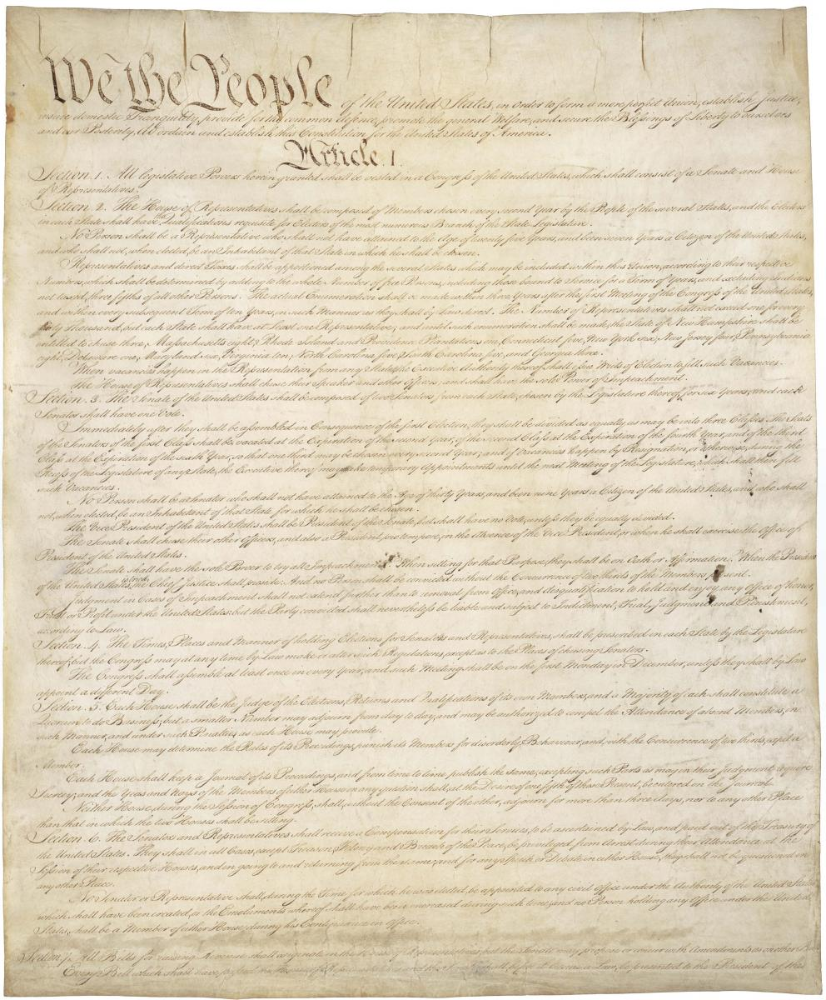 We the People of the United States, in Order to form a more perfect Union, establish Justice,
insure domestic Tranquility, provide for the common defence, promote the general Welfare, and secure the Blessings of Liberty to ourselves
and our Posterity, do ordain and establish this Constitution for the United States of America.
Article. I.
Section. 1. All legislative Powers herein granted shall be vested in a Congress of the United States, which shall consist of a Senate and House
of Representatives.
Section. 2. The House of Representatives shall be composed of Members chosen every second Year by the People of the several States, and the Electors
in each State shall have the Qualifications requisite for Electors of the most numerous Branch of the State Legislature.
No Person shall be a Representative who shall not have attained to the Age of twenty five Years, and been seven Years a Citizen of the United States,
and who shall not, when elected, be an Inhabitant of that State in which he shall be chosen.
Representatives and direct Taxes shall be apportioned among the several States which may be included within this Union, according to their respective
Numbers, which shall be determined by adding to the whole Number of free Persons, including those bound to Service for a Term of Years, and excluding Indians
not taxed, three fifths of all other Persons. The actual Enumeration shall be made within three Years after the first Meeting of the Congress of the United States,
and within every subsequent Term of ten Years, in such Manner as they shall by Law direct. The Number of Representatives shall not exceed one for every
thirty Thousand, but each State shall have at Least one Representative; and until such enumeration shall be made, the State of New Hampshire shall be
entitled to chuse three, Massachusetts eight, Rhode-Island and Providence Plantations one, Connecticut five, New-York six, New Jersey four, Pennsylvania
eight, Delaware one, Maryland six, Virginia ten, North Carolina five, South Carolina five, and Georgia three.
When vacancies happen in the Representation from any State, the Executive Authority thereof shall issue Writs of Election to fill such Vacancies.
The House of Representatives shall chuse their Speaker and other Officers; and shall have the sole Power of Impeachment.
Section. 3. The Senate of the United States shall be composed of two Senators from each State, chosen by the Legislature thereof, for six Years; and each
Senator shall have one Vote.
Immediately after they shall be assembled in Consequence of the first Election, they shall be divided as equally as may be into three Classes. The Seats
of the Senators of the first Class shall be vacated at the Expiration of the second Year, of the second Class at the Expiration of the fourth Year, and of the third
Class at the Expiration of the sixth Year, so that one third may be chosen every second Year; and if Vacancies happen by Resignation, or otherwise, during the
Recess of the Legislature of any State, the Executive thereof may make temporary Appointments until the next Meeting of the Legislature, which shall then fill
such Vacancies.
No Person shall be a Senator who shall not have attained to the Age of thirty Years, and been nine Years a Citizen of the United States, and who shall
not, when elected, be an Inhabitant of that State for which he shall be chosen.
The Vice President of the United States shall be President of the Senate, but shall have no Vote, unless they be equally divided.
The Senate shall chuse their other Officers, and also a President pro tempore, in the Absence of the Vice President, or when he shall exercise the Office of
President of the United States.
The Senate shall have the sole Power to try all Impeachments. When sitting for that Purpose, they shall be on Oath or Affirmation. When the President
of the United States is tried, the Chief Justice shall preside: And no Person shall be convicted without the Concurrence of two thirds of the Members present.
Judgment in Cases of Impeachment shall not extend further than to removal from Office, and disqualification to hold and enjoy any Office of honor,
Trust or Profit under the United States: but the Party convicted shall nevertheless be liable and subject to Indictment, Trial, Judgment and Punishment,
according to Law.
Section. 4. The Times, Places and Manner of holding Elections for Senators and Representatives, shall be prescribed in each State by the Legislature
thereof; but the Congress may at any time by Law make or alter such Regulations, except as to the Places of chusing Senators.
The Congress shall assemble at least once in every Year, and such Meeting shall be on the first Monday in December, unless they shall by Law
appoint a different Day.
Section. 5. Each House shall be the Judge of the Elections, Returns and Qualifications of its own Members, and a Majority of each shall constitute a
Quorum to do Business; but a smaller Number may adjourn from day to day, and may be authorized to compel the Attendance of absent Members, in
such Manner, and under such Penalties as each House may provide.
Each House may determine the Rules of its Proceedings, punish its Members for disorderly Behaviour, and, with the Concurrence of two thirds, expel a
Member.
Each House shall keep a Journal of its Proceedings, and from time to time publish the same, excepting such Parts as may in their Judgment require
Secrecy; and the Yeas and Nays of the Members of either House on any question shall, at the Desire of one fifth of those Present, be entered on the Journal.
Neither House, during the Session of Congress, shall, without the Consent of the other, adjourn for more than three days, nor to any other Place
than that in which the two Houses shall be sitting.
Section. 6. The Senators and Representatives shall receive a Compensation for their Services, to be ascertained by Law, and paid out of the Treasury of
the United States. They shall in all Cases, except Treason, Felony and Breach of the Peace, be privileged from Arrest during their Attendance at the
Session of their respective Houses, and in going to and returning from the same; and for any Speech or Debate in either House, they shall not be questioned in
any other Place.
No Senator or Representative shall, during the Time for which he was elected, be appointed to any civil Office under the Authority of the United States,
which shall have been created, or the Emoluments whereof shall have been encreased during such time; and no Person holding any Office under the United
States, shall be a Member of either House during his Continuance in Office.
Section. 7. All Bills for raising Revenue shall originate in the House of Representatives; but the Senate may propose or concur with Amendments as on other Bills.
Every Bill which shall have passed the House of Representatives and the Senate, shall, before it become a Law, be presented to the President of the